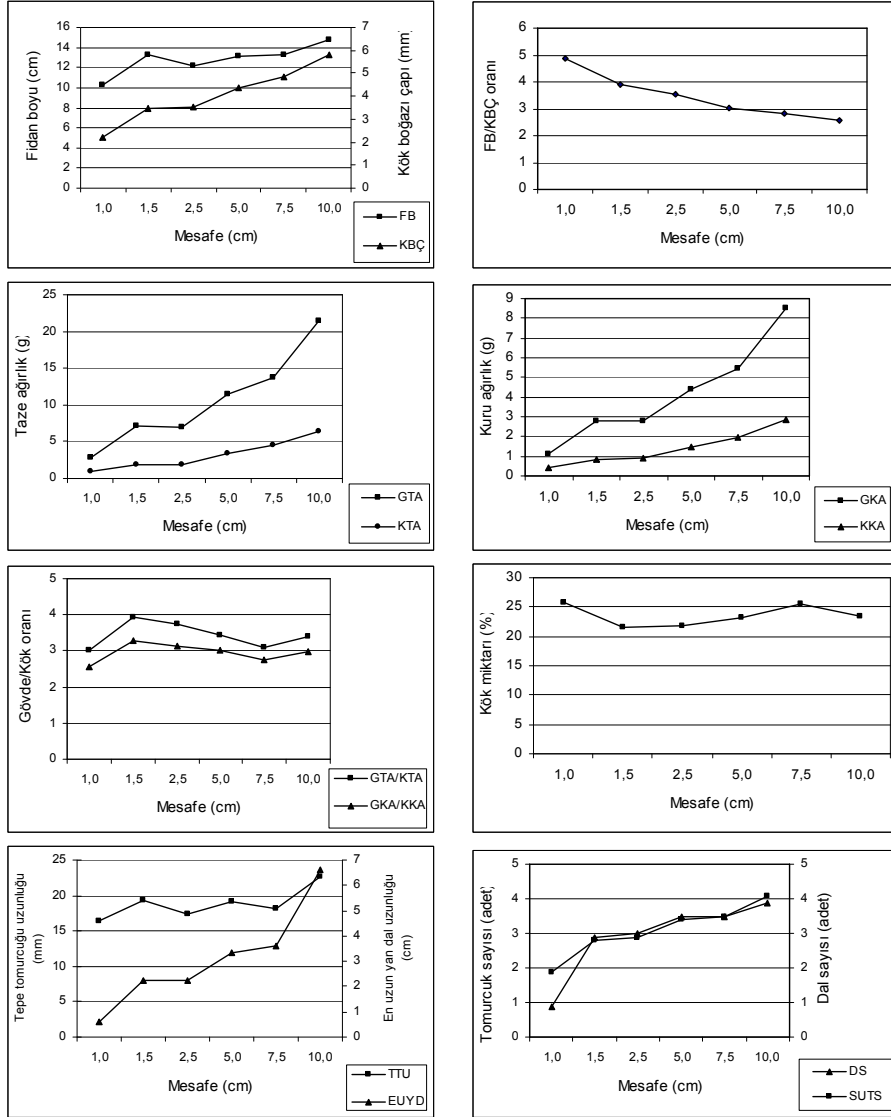 Fidan boyu (cm)
16
14
12
10
8
6
4
2
0
7
6
5
4
3
2
1
0
Kök boğazı çapı (mm)
1,0 1,5 2,5 5,0 7,5 10,0
Mesafe (cm)
FB
KBÇ
FB/KBÇ oranı
6
5
4
3
2
1
0
1,0 1,5 2,5 5,0 7,5 10,0
Mesafe (cm)
Taze ağırlık (g)
25
20
15
10
5
0
1,0 1,5 2,5 5,0 7,5 10,0
Mesafe (cm)
GTA
KTA
Kuru ağırlık (g)
9
8
7
6
5
4
3
2
1
0
1,0 1,5 2,5 5,0 7,5 10,0
Mesafe (cm)
GKA
KKA
Gövde/Kök oranı
5
4
3
2
1
0
1,0 1,5 2,5 5,0 7,5 10,0
Mesafe (cm)
GTA/KTA
GKA/KKA
Kök miktarı (%)
30
25
20
15
10
5
0
1,0 1,5 2,5 5,0 7,5 10,0
Mesafe (cm)
Tepe tomurcuğu uzunluğu
(mm)
25
20
15
10
5
0
7
6
5
4
3
2
1
0
En uzun yan dal uzunluğu
(cm)
1,0 1,5 2,5 5,0 7,5 10,0
Mesafe (cm)
TTU
EUYD
Tomurcuk sayısı (adet)
5
4
3
2
1
0
5
4
3
2
1
0
Dal sayısı (adet)
1,0 1,5 2,5 5,0 7,5 10,0
Mesafe (cm)
DS
SUTS